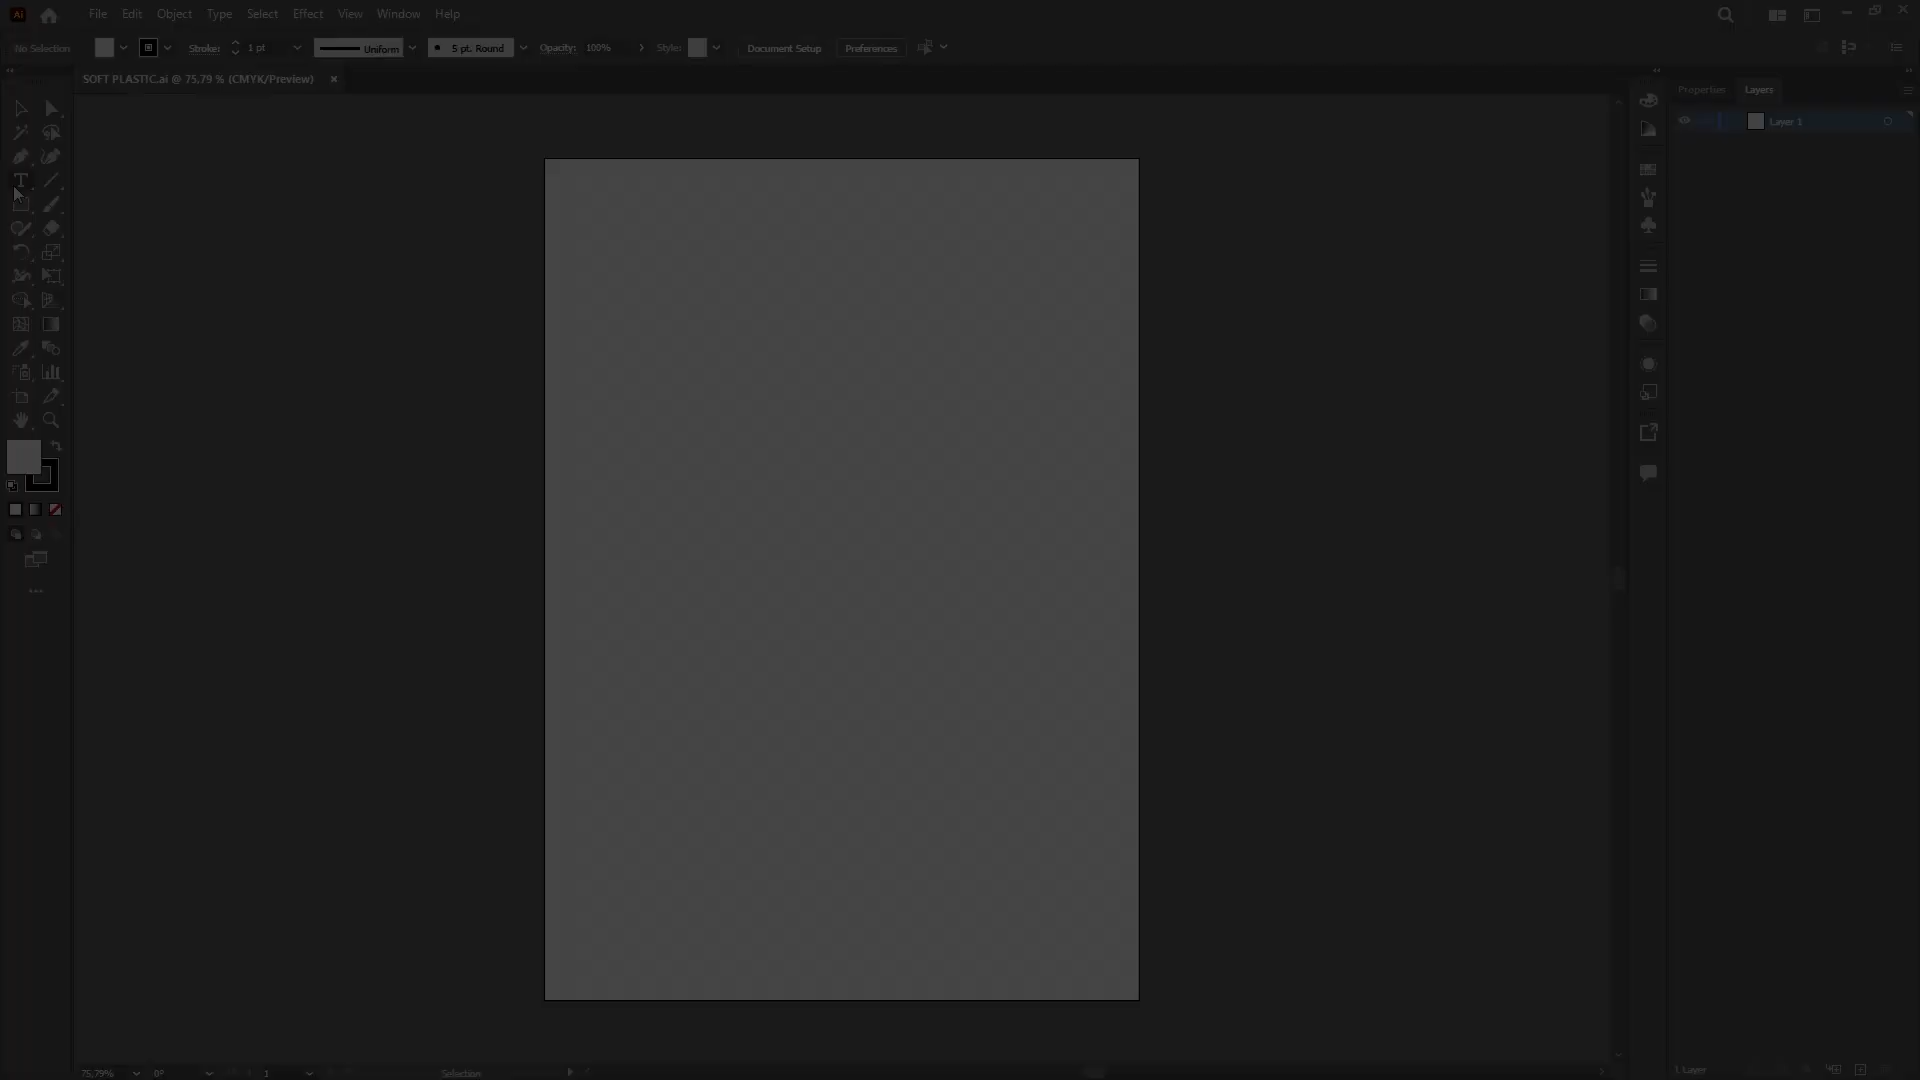 Ai File Edit Object Type Select Effect View Window Help
No Selection Stroke: 1 pt Uniform 5 pt. Round Opacity: 100% Style: Document Setup Preferences
SOFT PLASTIC.ai @ 75,79 % (CMYK/Preview)
Properties Layers
Layer 1
75,79% 0° 1 Selection
1 Layer